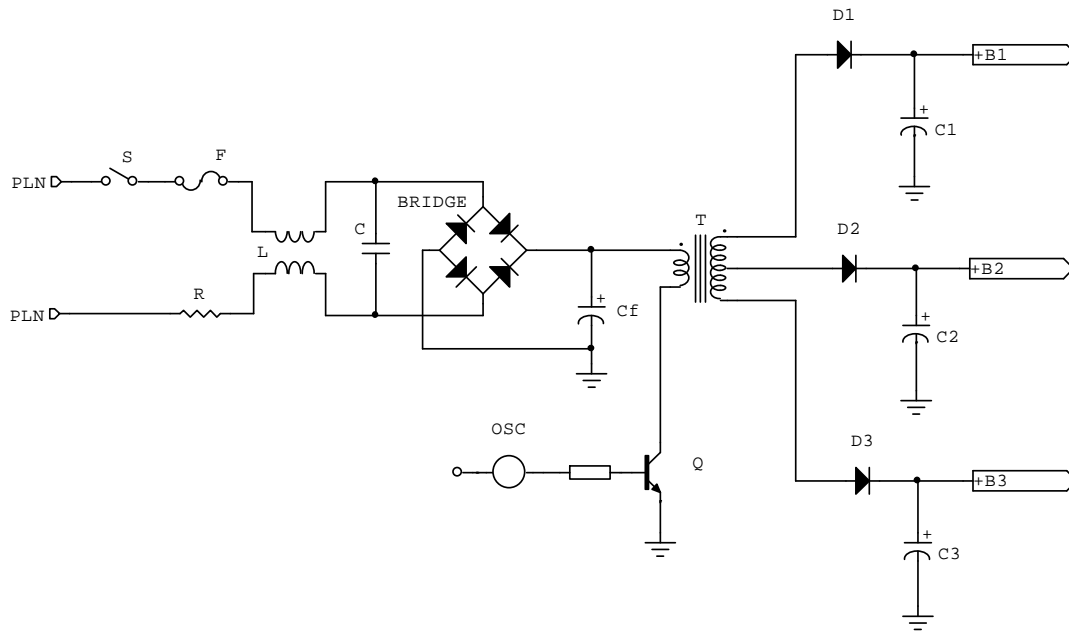 D1
+B1
+
C1
S
F
PLN
BRIDGE
C
T
D2
L
+B2
R
+
Cf
PLN
+
C2
OSC
D3
Q
+B3
+
C3